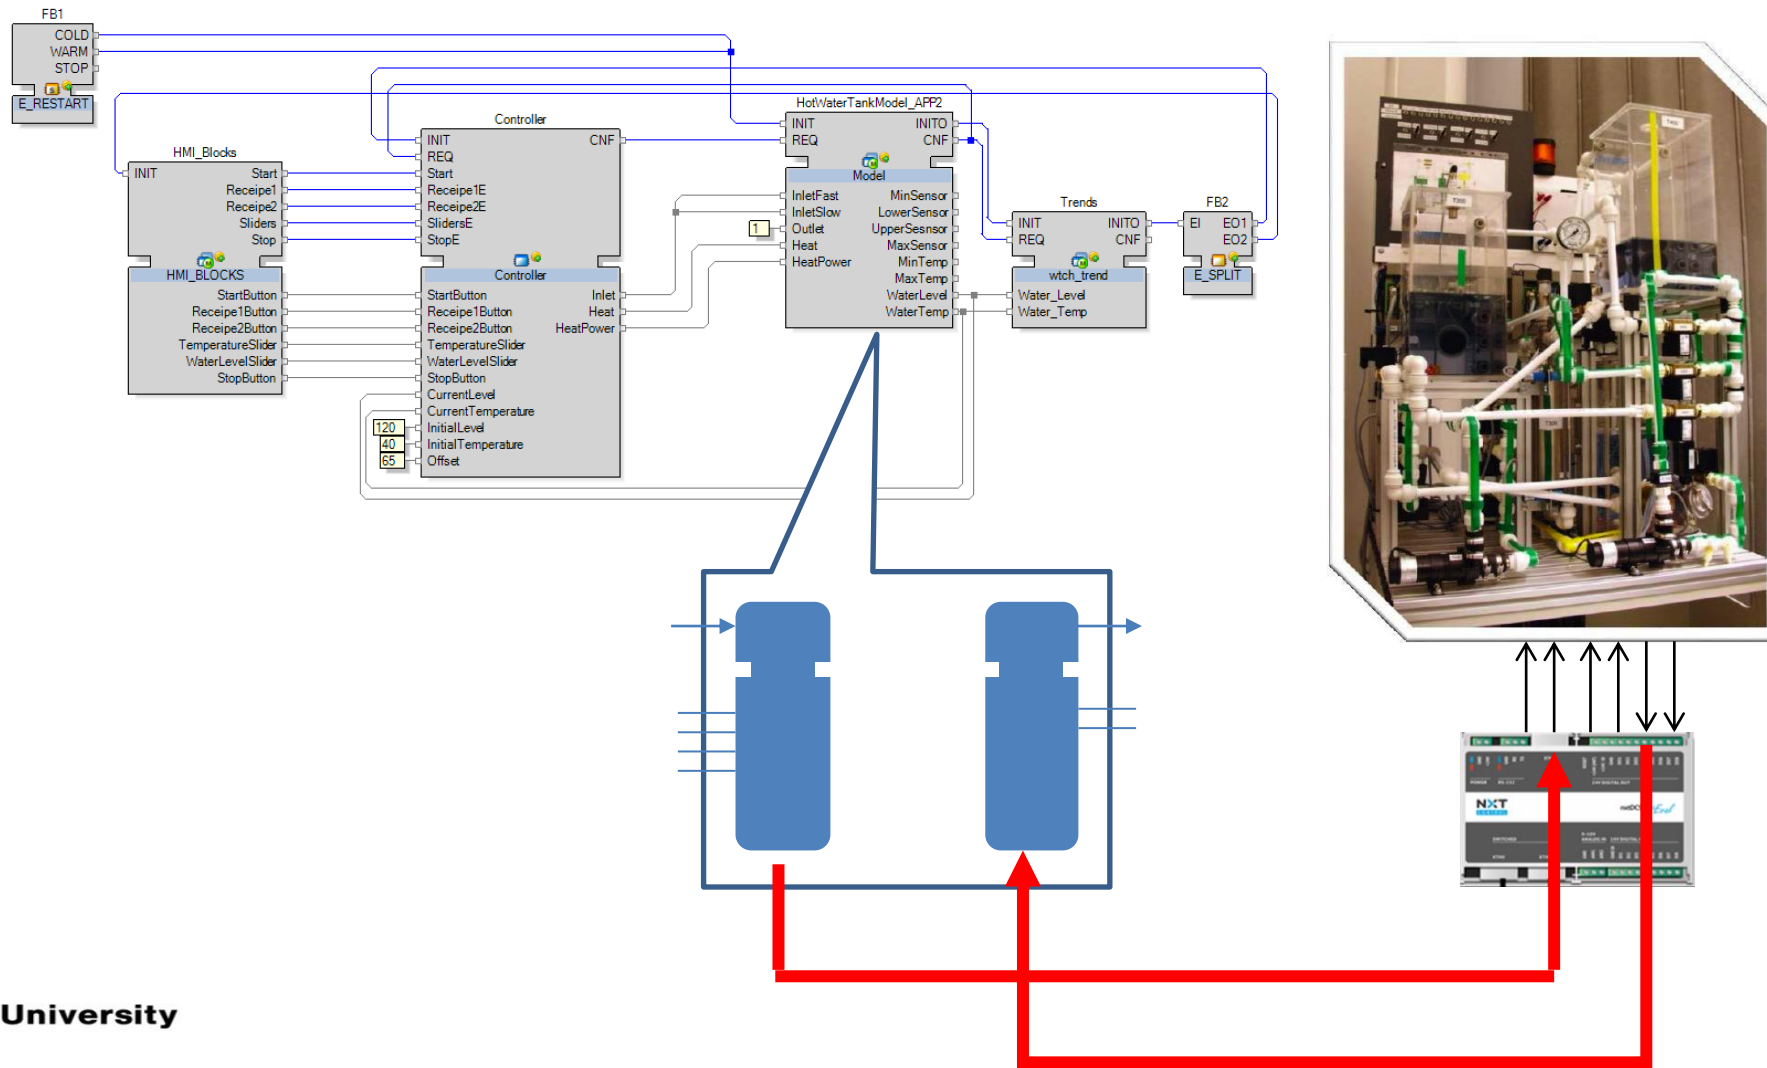 FB1
COLD
WARM
STOP
E_RESTART
HMI_Blocks
INIT
Start
Receipe1
Receipe2
Sliders
Stop
HMI_BLOCKS
StartButton
Receipe1Button
Receipe2Button
TemperatureSlider
WaterLevelSlider
StopButton
Controller
INIT
CNF
REQ
Start
Receipe1E
Receipe2E
SlidersE
StopE
Controller
StartButton
Inlet
Receipe1Button
Heat
Receipe2Button
HeatPower
TemperatureSlider
WaterLevelSlider
StopButton
CurrentLevel
CurrentTemperature
120
InitialLevel
40
InitialTemperature
65
Offset
HotWaterTankModel_APP2
INIT
INITO
REQ
CNF
Model
InletFast
MinSensor
InletSlow
LowerSensor
1
Outlet
UpperSesnsor
Heat
MaxSensor
HeatPower
MinTemp
MaxTemp
WaterLevel
WaterTemp
Trends
INIT
INITO
REQ
CNF
wtch_trend
Water_Level
Water_Temp
FB2
EI
EO1
EO2
E_SPLIT
T200
NXT
CONTROL
University